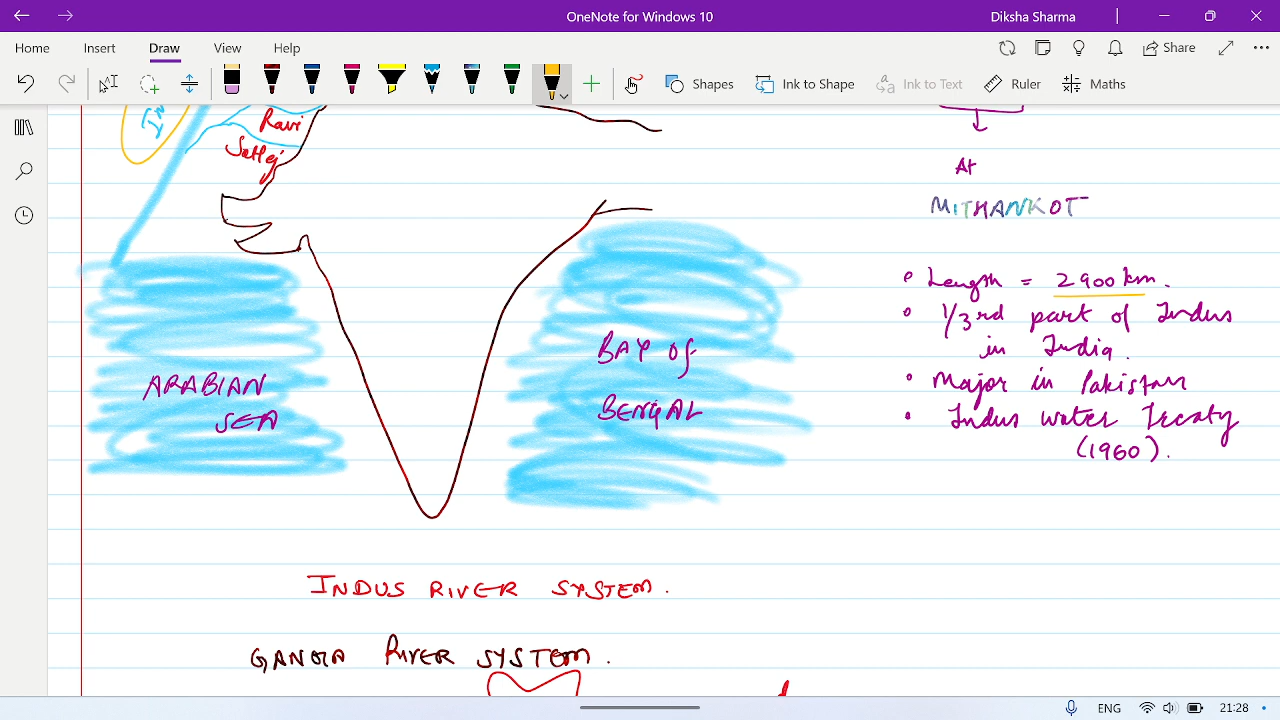 OneNote for Windows 10
Diksha Sharma
Home Insert Draw View Help
Share
Shapes Ink to Shape Ink to Text Ruler Maths
Ravi
Satlej
At
MITHANKOT
• Length = 2900 km.
• 1/3rd part of Indus
in India.
• Major in Pakistan
• Indus water Treaty
(1960).
ARABIAN
SEA
BAY OF
BENGAL
INDUS RIVER SYSTEM.
GANGA RIVER SYSTEM.
ENG 21:28